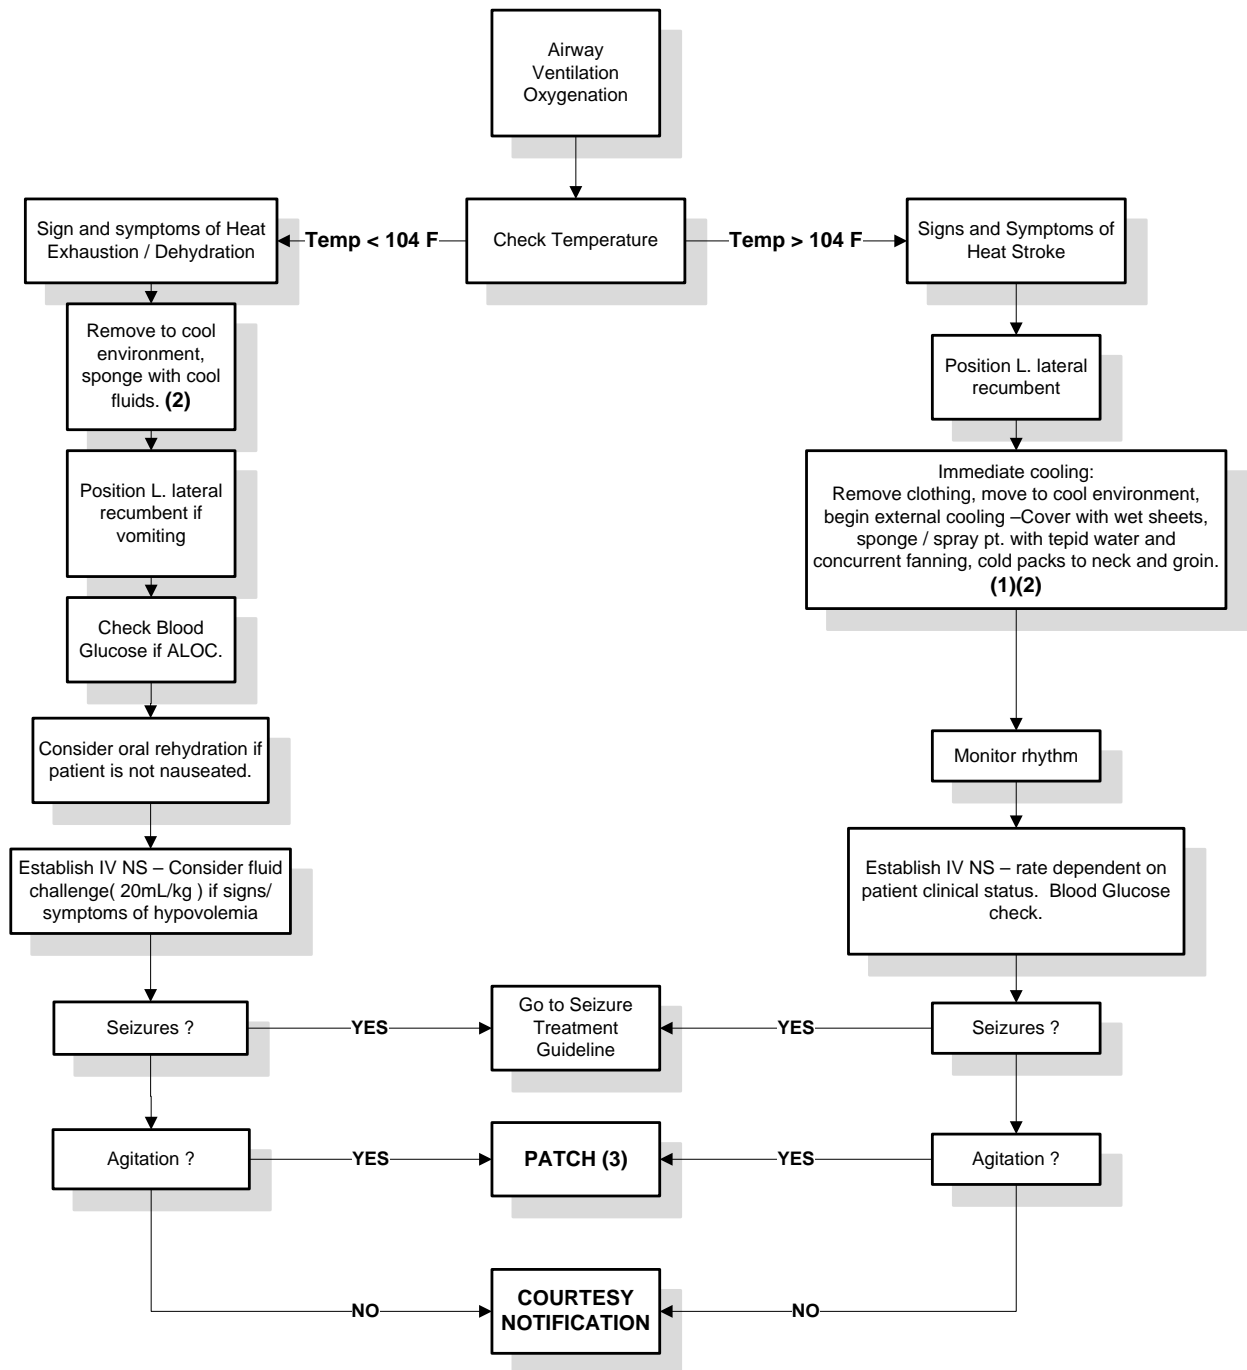 Airway
Ventilation
Oxygenation
Sign and symptoms of Heat
Exhaustion / Dehydration
Temp < 104 F
Check Temperature
Temp > 104 F
Signs and Symptoms of
Heat Stroke
Remove to cool
environment,
sponge with cool
fluids. (2)
Position L. lateral
recumbent
Position L. lateral
recumbent if
vomiting
Immediate cooling:
Remove clothing, move to cool environment,
begin external cooling –Cover with wet sheets,
sponge / spray pt. with tepid water and
concurrent fanning, cold packs to neck and groin.
(1)(2)
Check Blood
Glucose if ALOC.
Consider oral rehydration if
patient is not nauseated.
Monitor rhythm
Establish IV NS – Consider fluid
challenge( 20mL/kg ) if signs/
symptoms of hypovolemia
Establish IV NS – rate dependent on
patient clinical status.  Blood Glucose
check.
Seizures ?
YES
Go to Seizure
Treatment
Guideline
YES
Seizures ?
Agitation ?
YES
PATCH (3)
YES
Agitation ?
NO
COURTESY
NOTIFICATION
NO